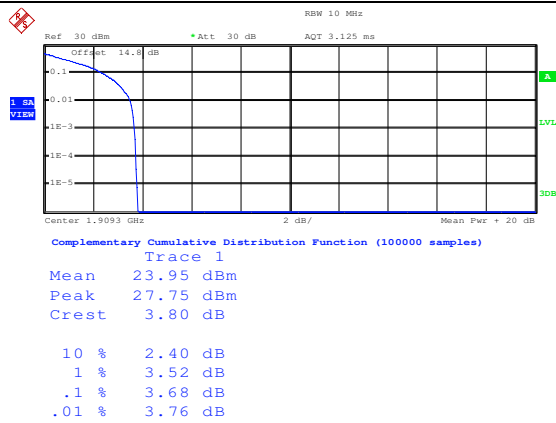 R S
RBW 10 MHz
Ref 30 dBm *Att 30 dB AQT 3.125 ms
Offset 14.8 dB
0.1
A
0.01
1 SA
VIEW
1E-3
LVL
1E-4
1E-5
3DB
Center 1.9093 GHz 2 dB/ Mean Pwr + 20 dB
Complementary Cumulative Distribution Function (100000 samples)
Trace 1
Mean 23.95 dBm
Peak 27.75 dBm
Crest 3.80 dB
10 % 2.40 dB
1 % 3.52 dB
.1 % 3.68 dB
.01 % 3.76 dB